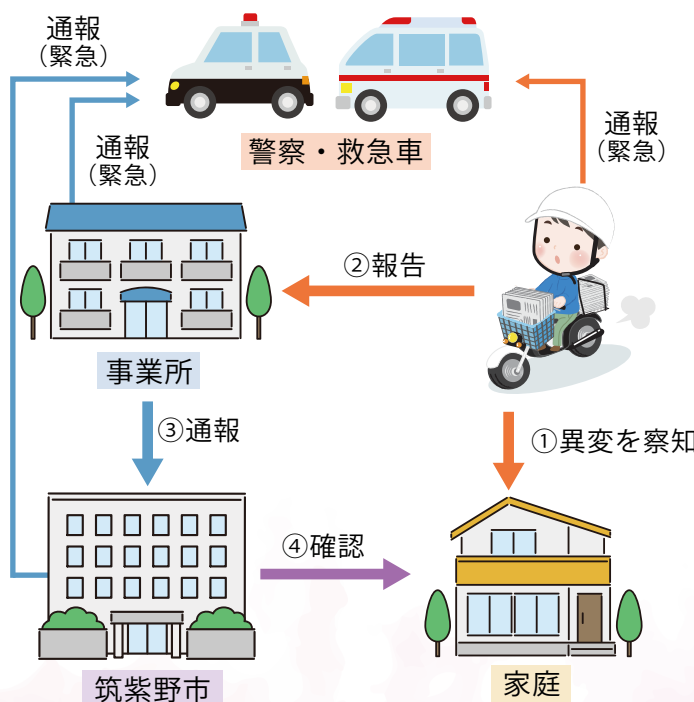 通報
（緊急）
通報
（緊急）
通報
（緊急）
警察・救急車
②報告
事業所
③通報
①異変を察知
④確認
筑紫野市
家庭